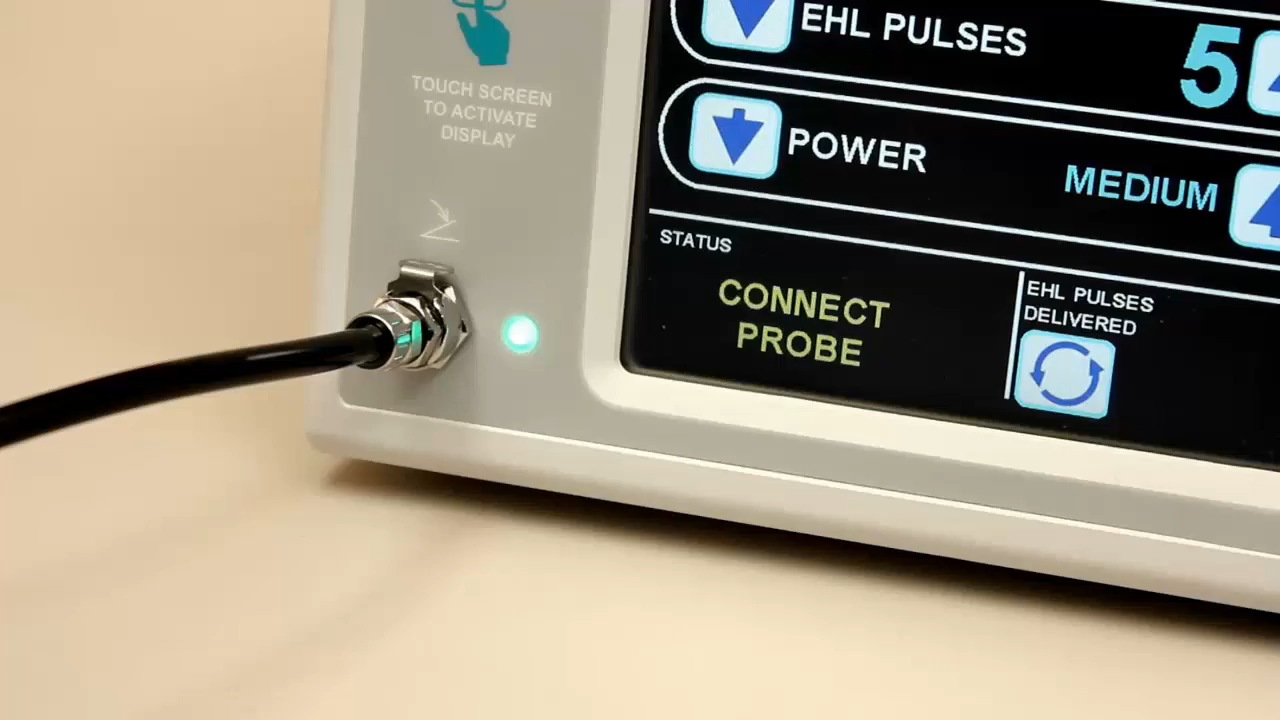 TOUCH SCREEN
TO ACTIVATE
DISPLAY
EHL PULSES 5
POWER MEDIUM
STATUS
CONNECT
PROBE
EHL PULSES
DELIVERED